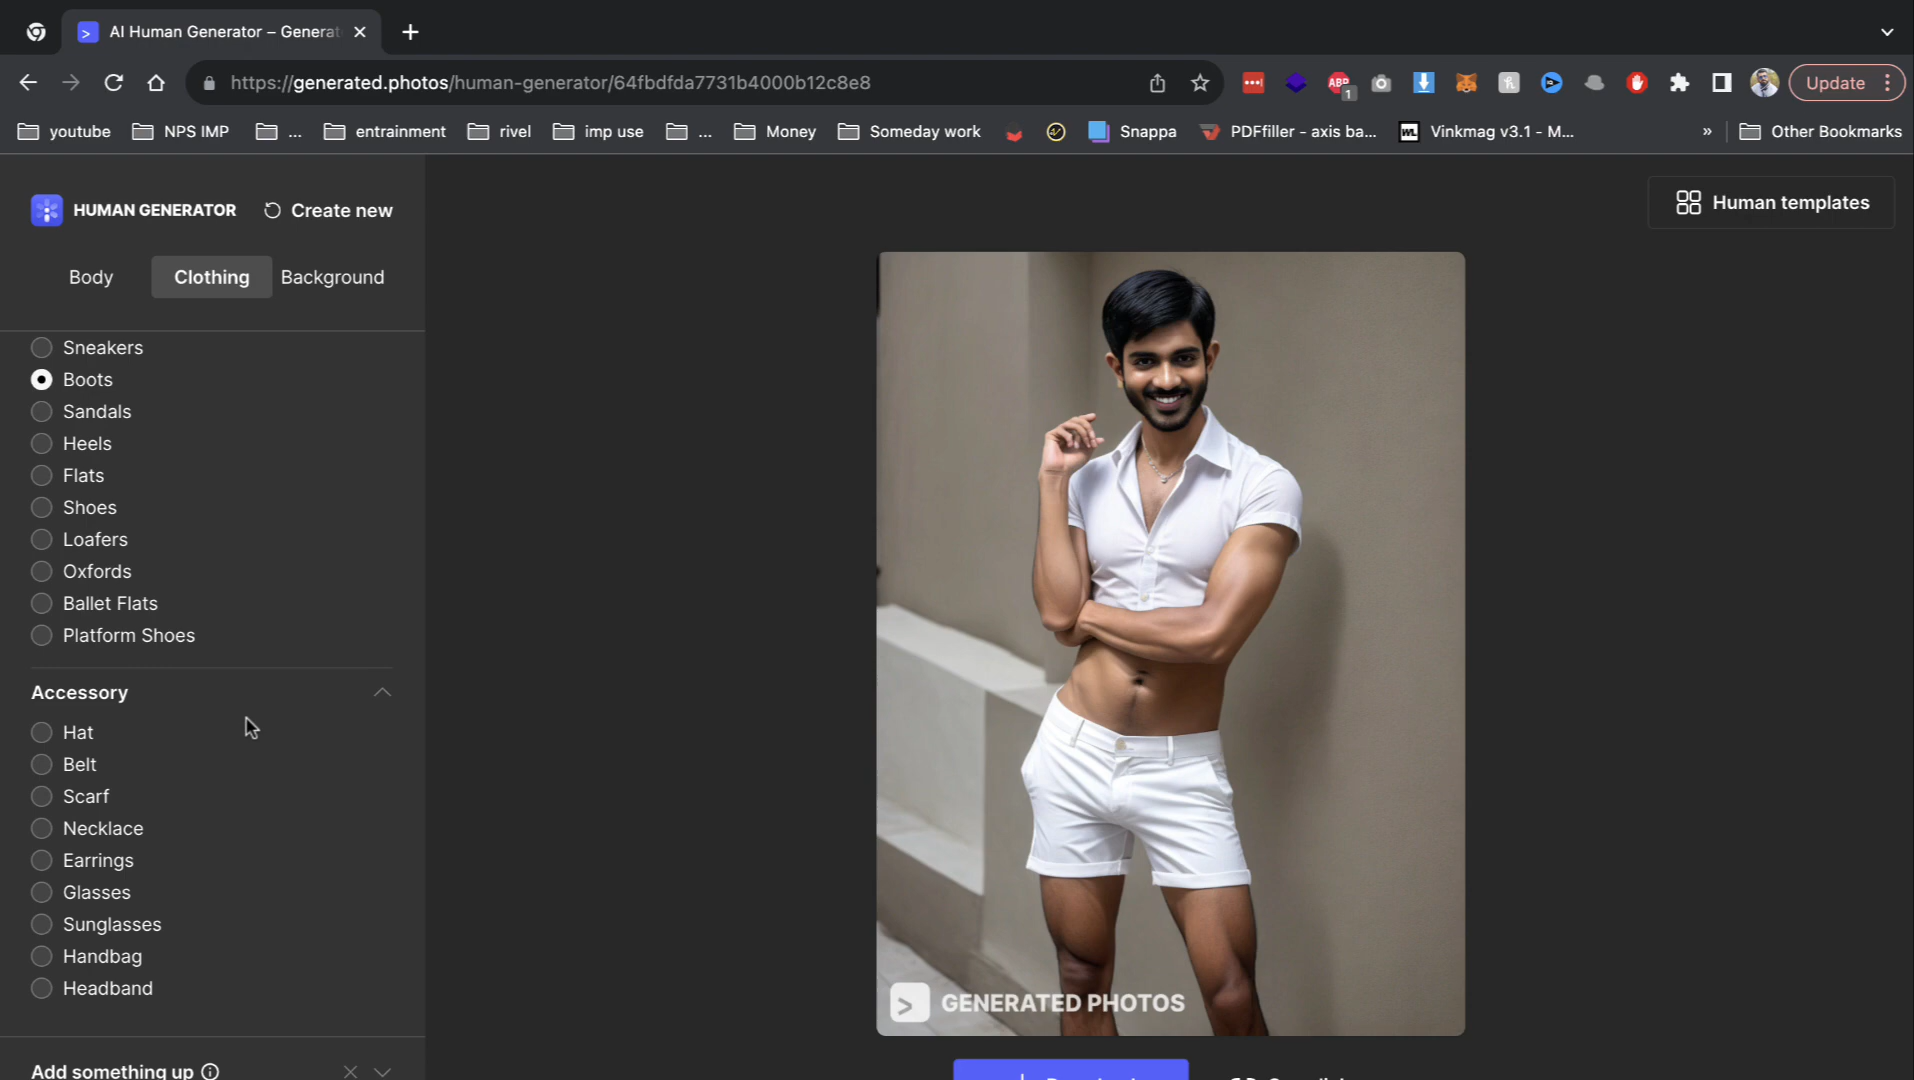 AI Human Generator – Generat
https://generated.photos/human-generator/64fbdfda7731b4000b12c8e8
ABP
1
Update
youtube
NPS IMP
...
entrainment
rivel
imp use
...
Money
Someday work
Snappa
PDFfiller - axis ba...
Vinkmag v3.1 - M...
»
Other Bookmarks
HUMAN GENERATOR
Create new
Human templates
Body
Clothing
Background
Sneakers
Boots
Sandals
Heels
Flats
Shoes
Loafers
Oxfords
Ballet Flats
Platform Shoes
Accessory
Hat
Belt
Scarf
Necklace
Earrings
Glasses
Sunglasses
Handbag
Headband
GENERATED PHOTOS
Add something up